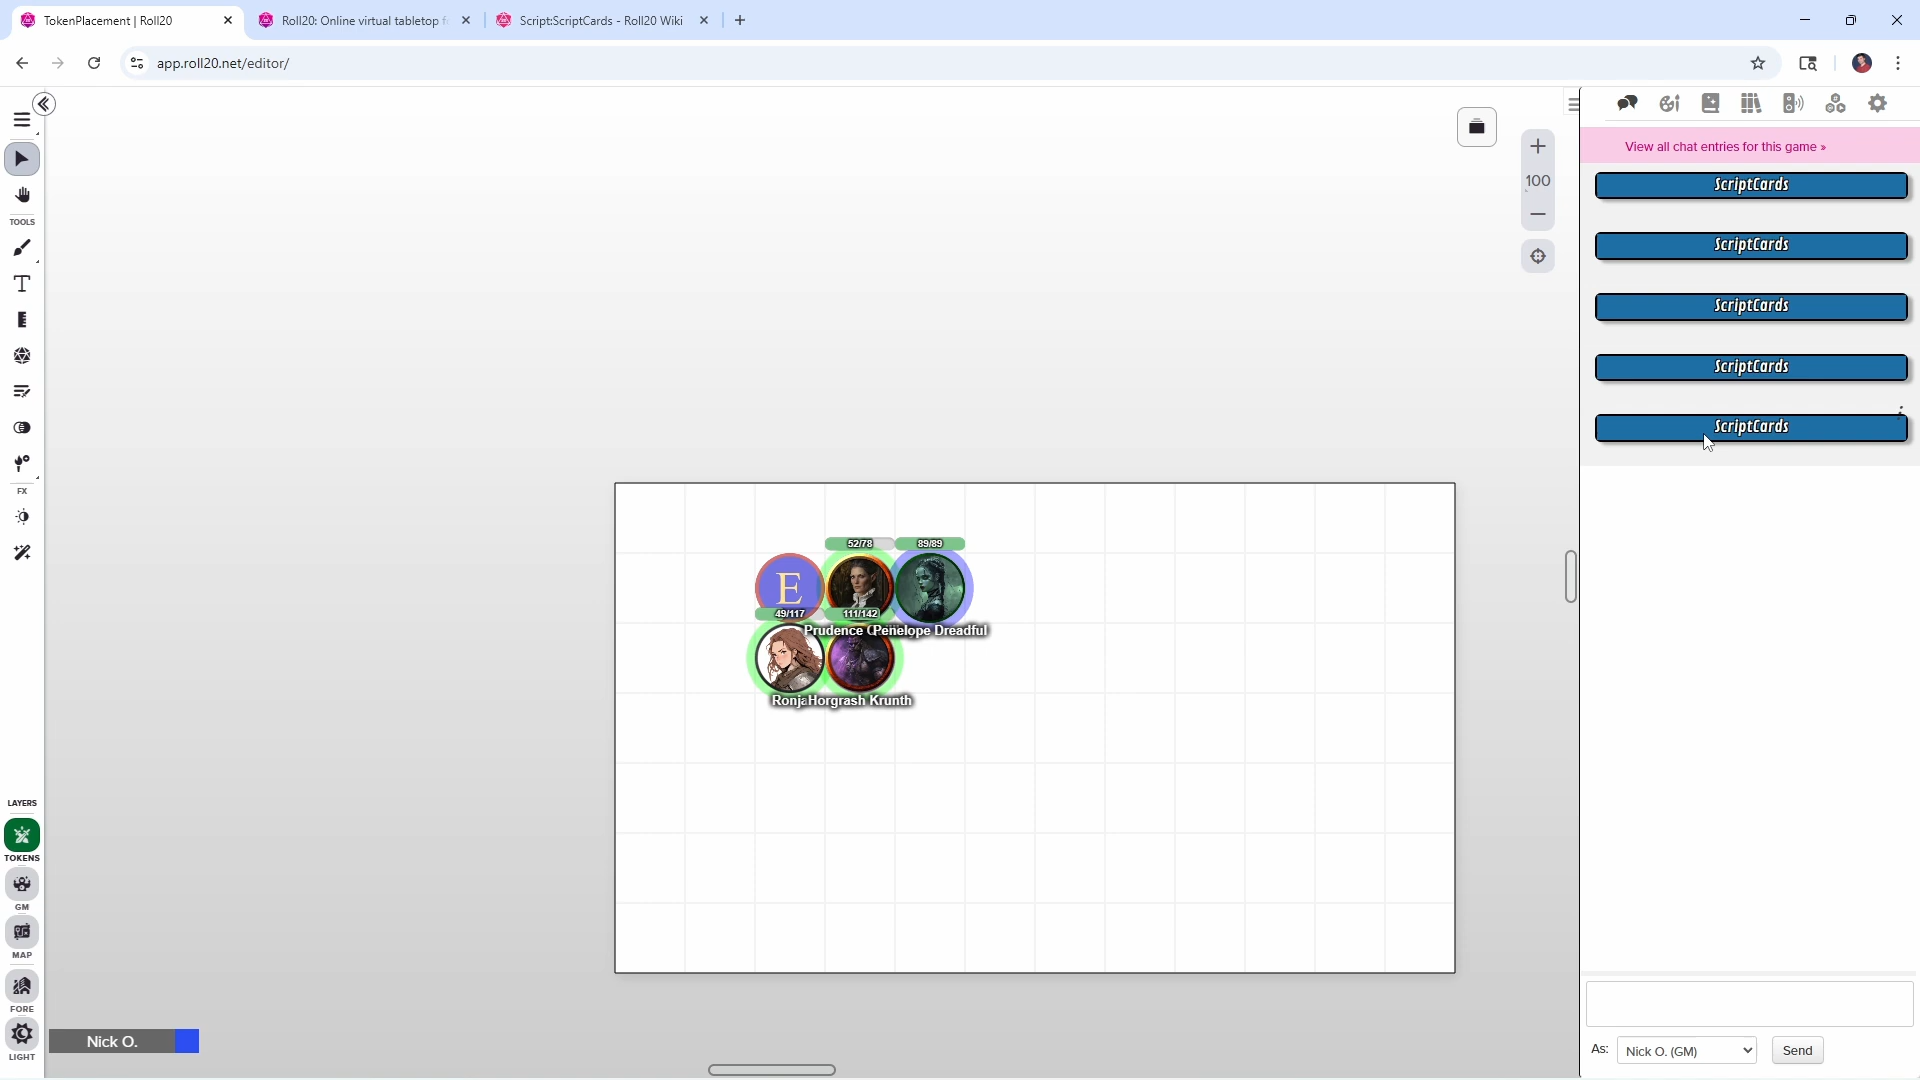 TokenPlacement | Roll20
Roll20: Online virtual tabletop f
Script:ScriptCards - Roll20 Wiki
app.roll20.net/editor/
TOOLS
FX
LAYERS
TOKENS
GM
MAP
FORE
LIGHT
Nick O.
100
52/78
89/89
E
49/117
111/142
Prudence
Penelope Dreadful
Ronja
Horgrash Krunth
View all chat entries for this game »
ScriptCards
ScriptCards
ScriptCards
ScriptCards
ScriptCards
As:
Nick O. (GM)
Send